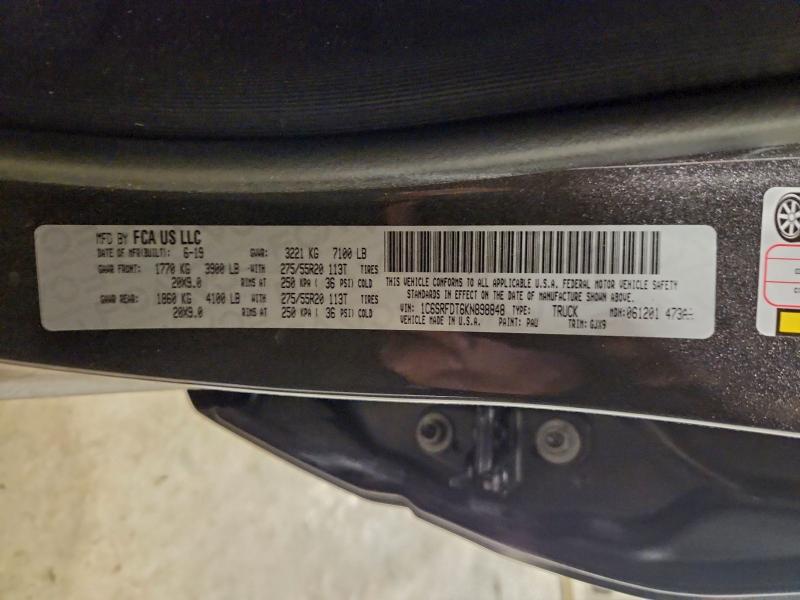 MFD BY FCA US LLC
DATE OF MFR(BUILT): 6-19 GVWR: 3221 KG 7100 LB
GAWR FRONT: 1770 KG 3900 LB WITH 275/55R20 113T TIRES
20X9.0 RIMS AT 250 KPA ( 36 PSI) COLD
GAWR REAR: 1860 KG 4100 LB WITH 275/55R20 113T TIRES
20X9.0 RIMS AT 250 KPA ( 36 PSI) COLD
THIS VEHICLE CONFORMS TO ALL APPLICABLE U.S.A. FEDERAL MOTOR VEHICLE SAFETY
STANDARDS IN EFFECT ON THE DATE OF MANUFACTURE SHOWN ABOVE.
VIN: 1C6SRFDT6KN898848 TYPE: TRUCK MDH: 061201
VEHICLE MADE IN U.S.A. PAINT: PAU TRIM: GJX9